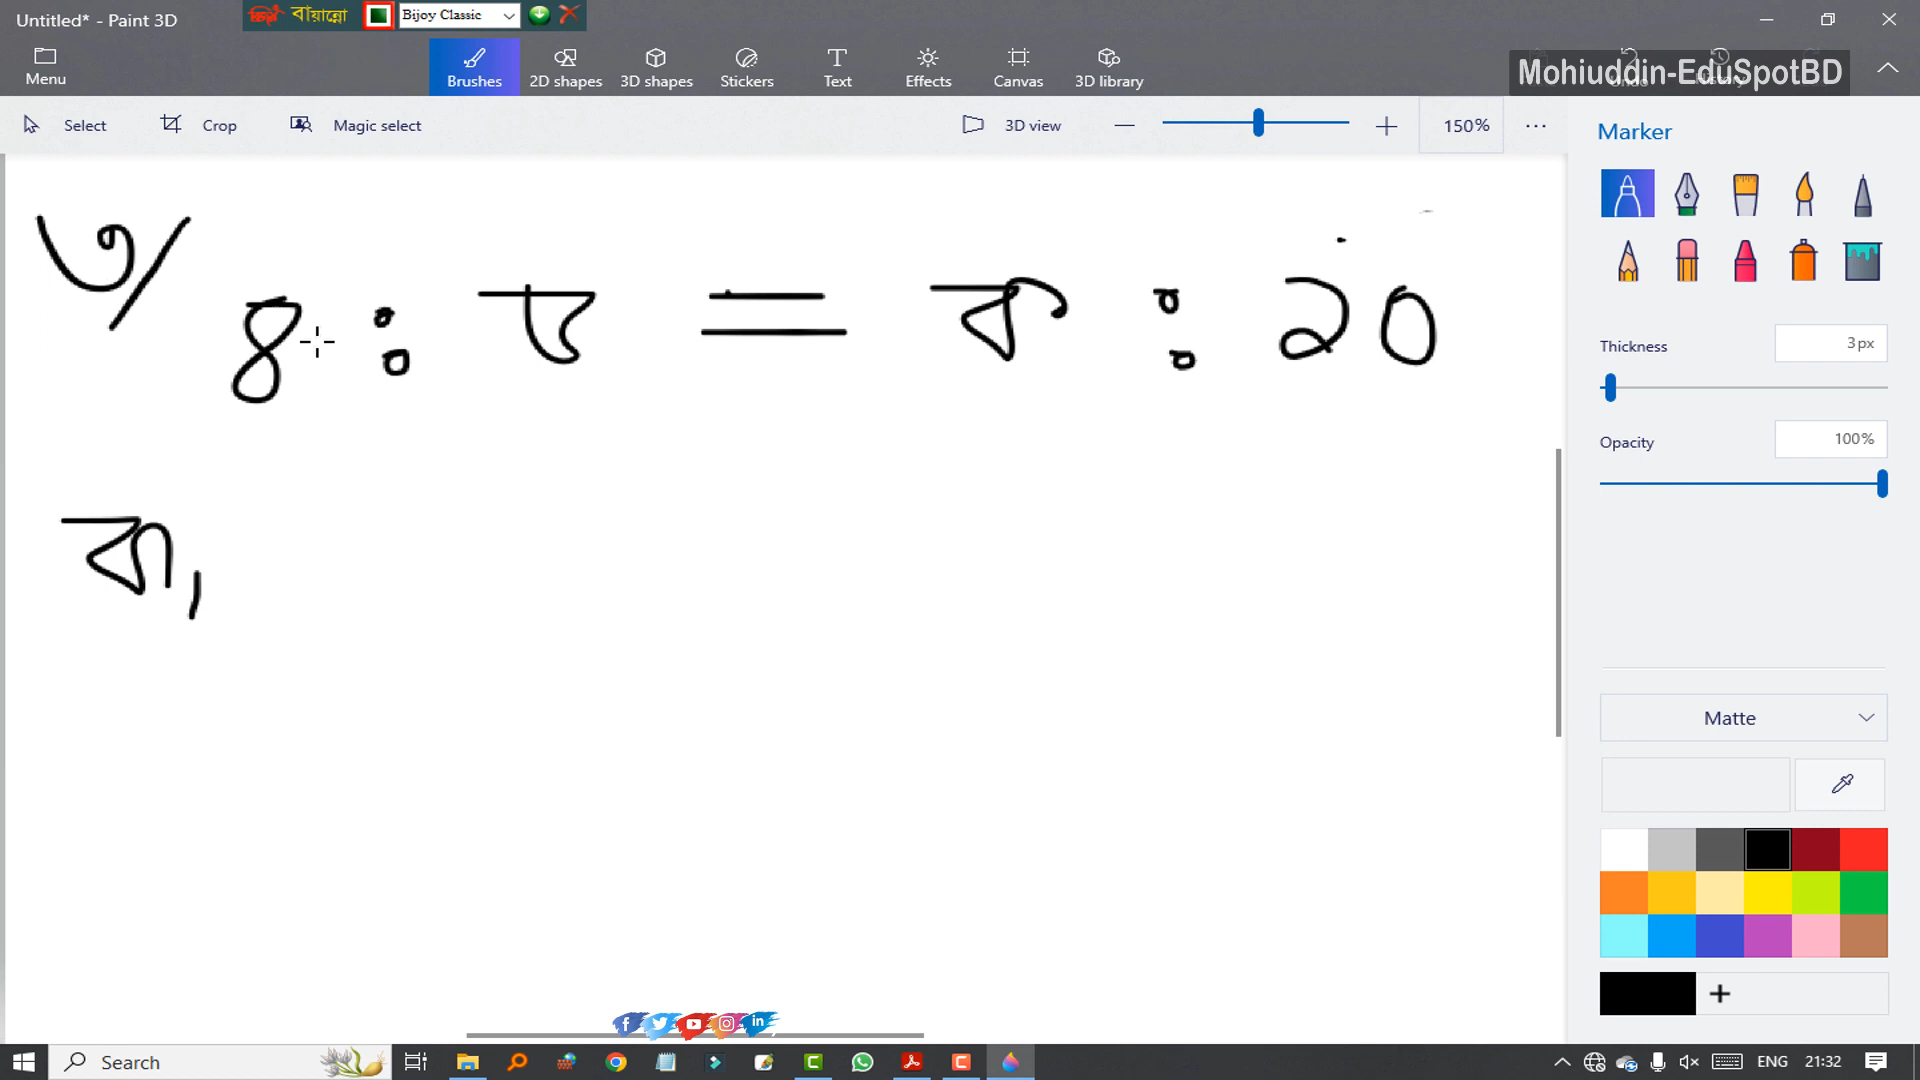 Untitled* - Paint 3D
বায়ান্নো
Bijoy Classic
Menu
Brushes
2D shapes
3D shapes
Stickers
Text
Effects
Canvas
3D library
Mohiuddin-EduSpotBD
Select
Crop
Magic select
3D view
150%
Marker
৩/
৪ : চ = ক : ২০
Thickness
3px
Opacity
100%
বা,
Matte
Search
ENG
21:32